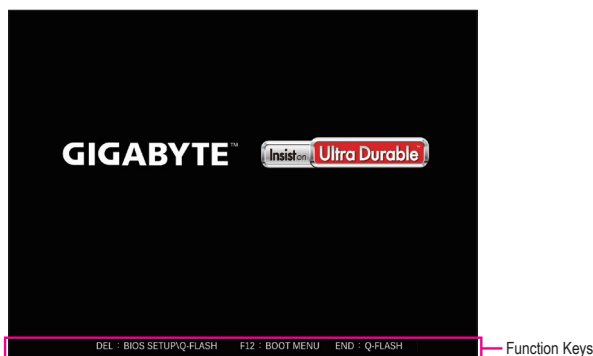 GIGABYTE™
Insist on Ultra Durable™
DEL : BIOS SETUP\Q-FLASH F12 : BOOT MENU END : Q-FLASH
Function Keys